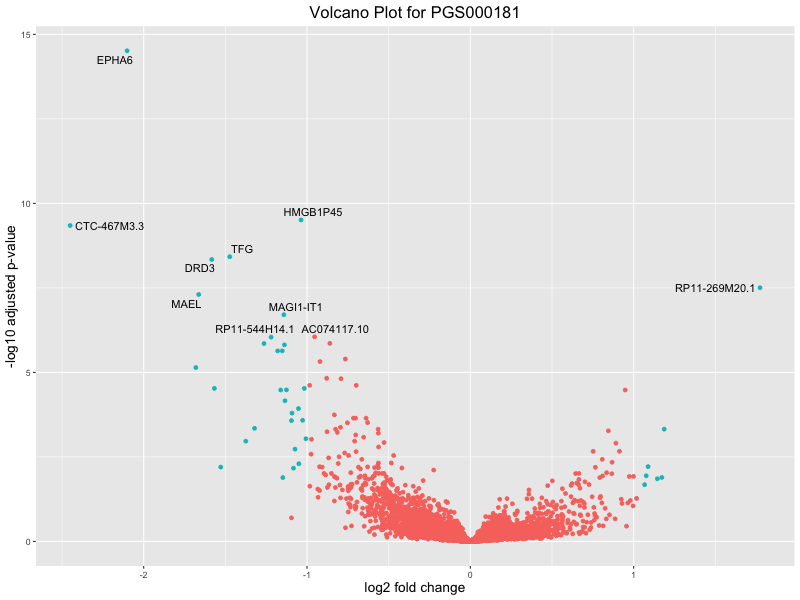 Volcano Plot for PGS000181
15
EPHA6
10
HMGB1P45
CTC-467M3.3
TFG
DRD3
RP11-269M20.1
MAEL
MAGI1-IT1
RP11-544H14.1 AC074117.10
5
0
-2 -1 0 1
log2 fold change
-log10 adjusted p-value